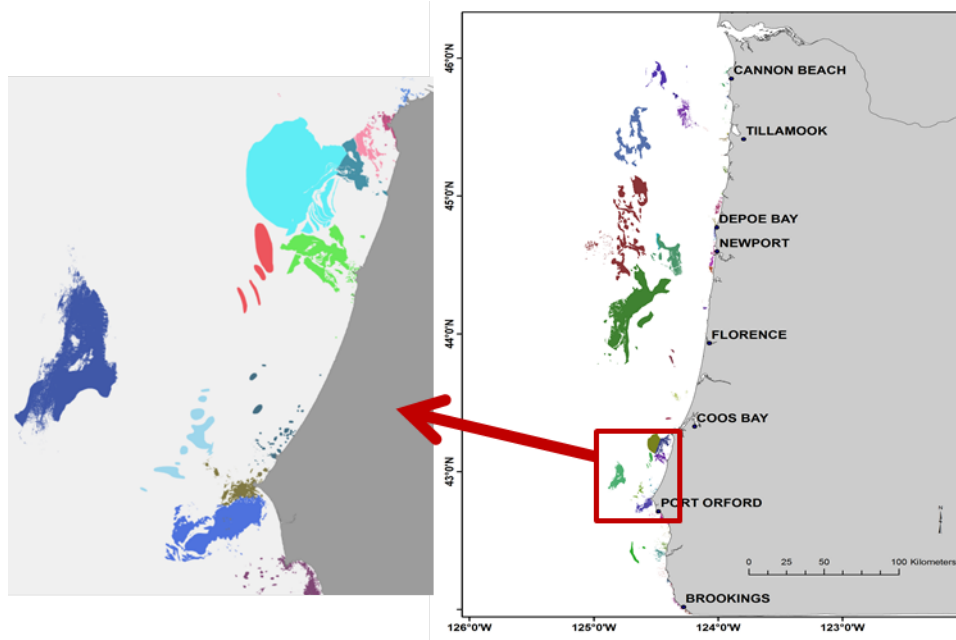 46°0'N
CANNON BEACH
TILLAMOOK
45°0'N
DEPOE BAY
NEWPORT
44°0'N
FLORENCE
COOS BAY
43°0'N
PORT ORFORD
0 25 50 100 Kilometers
BROOKINGS
126°0'W 125°0'W 124°0'W 123°0'W